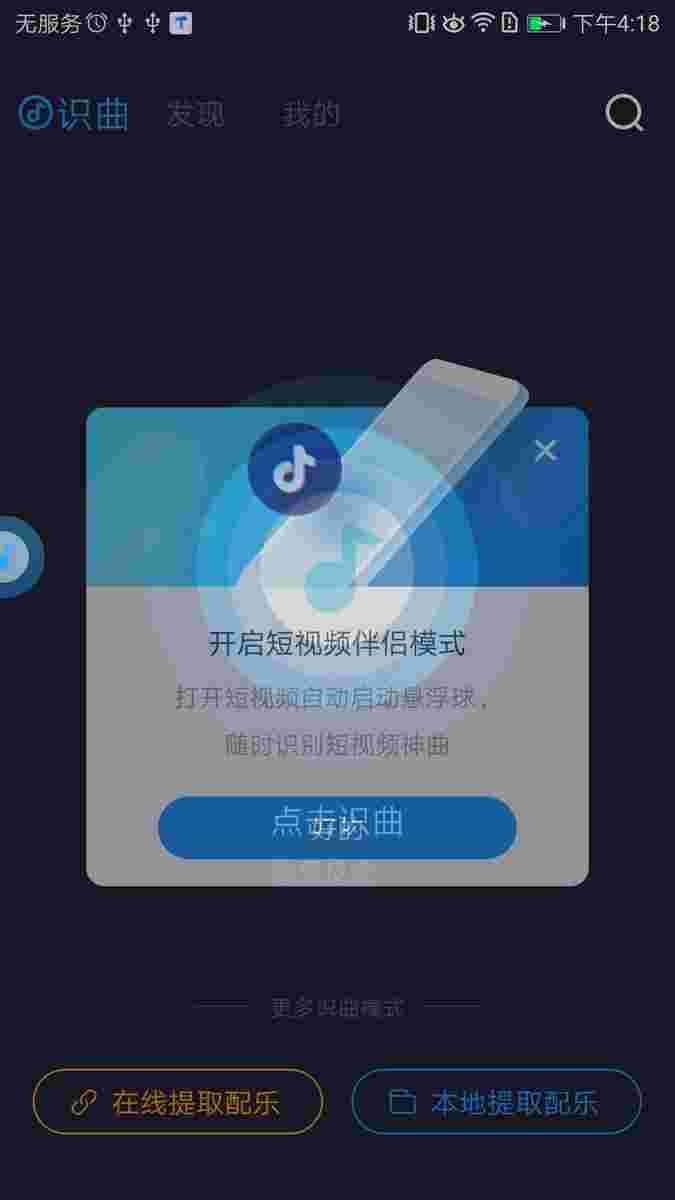 无服务 下午4:18
识曲 发现 我的
开启短视频伴侣模式
打开短视频自动启动悬浮球，
随时识别短视频神曲
点击识曲
好的
更多识曲模式
在线提取配乐 本地提取配乐